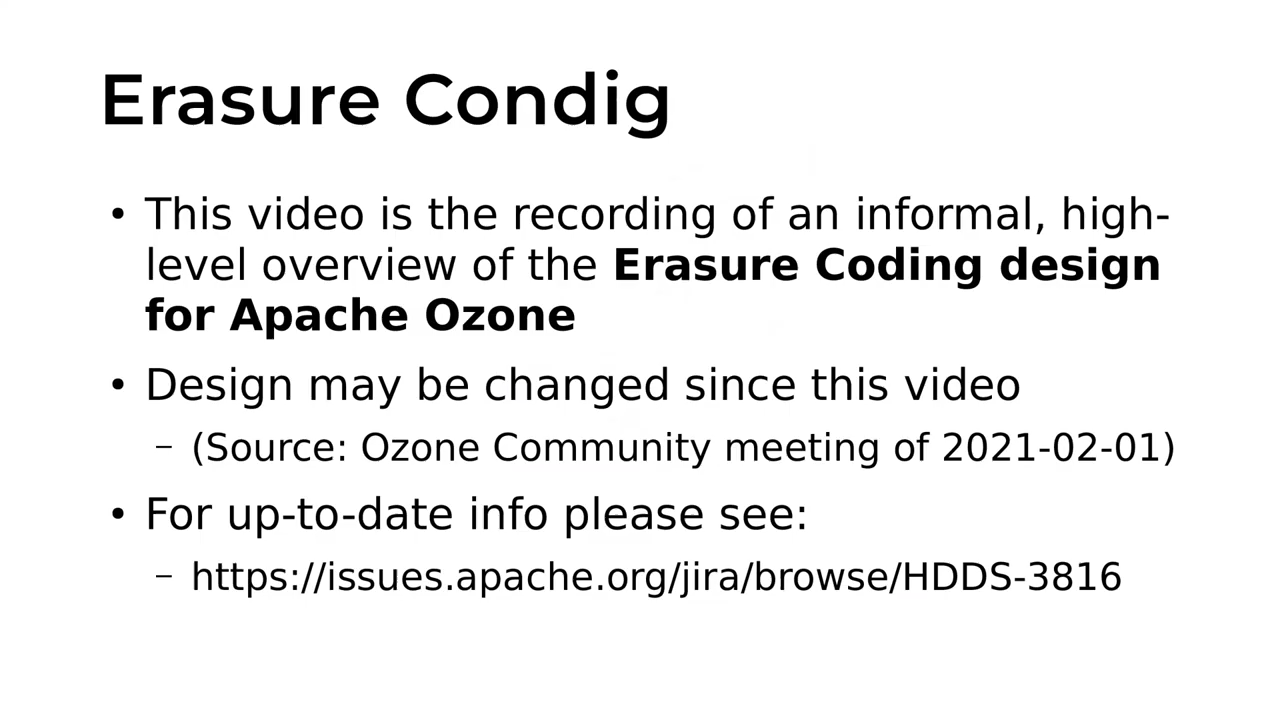 Erasure Condig
• This video is the recording of an informal, high-
level overview of the Erasure Coding design
for Apache Ozone
• Design may be changed since this video
– (Source: Ozone Community meeting of 2021-02-01)
• For up-to-date info please see:
– https://issues.apache.org/jira/browse/HDDS-3816